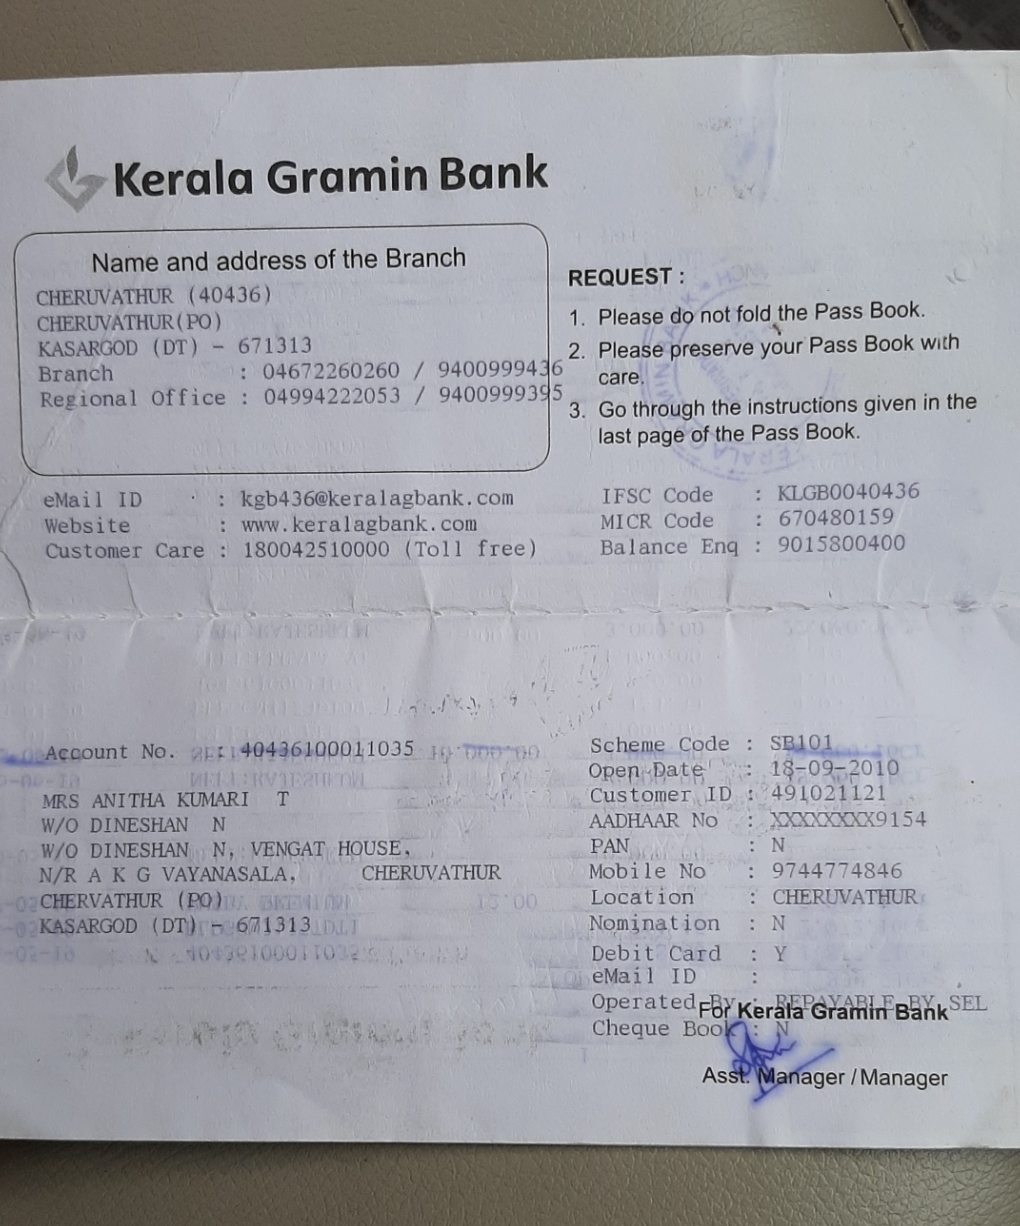 Kerala Gramin Bank
Name and address of the Branch
CHERUVATHUR (40436)
CHERUVATHUR(PO)
KASARGOD (DT) - 671313
Branch : 04672260260 / 9400999436
Regional Office : 04994222053 / 9400999395
REQUEST :
1. Please do not fold the Pass Book.
2. Please preserve your Pass Book with
care.
3. Go through the instructions given in the
last page of the Pass Book.
eMail ID : kgb436@keralagbank.com
Website : www.keralagbank.com
Customer Care : 180042510000 (Toll free)
IFSC Code : KLGB0040436
MICR Code : 670480159
Balance Enq : 9015800400
Account No. : 40436100011035
MRS ANITHA KUMARI T
W/O DINESHAN N
W/O DINESHAN N, VENGAT HOUSE,
N/R A K G VAYANASALA, CHERUVATHUR
CHERVATHUR (PO)
KASARGOD (DT) - 671313
Scheme Code : SB101
Open Date : 18-09-2010
Customer ID : 491021121
AADHAAR No : XXXXXXXX9154
PAN : N
Mobile No : 9744774846
Location : CHERUVATHUR
Nomination : N
Debit Card : Y
eMail ID :
Operated By : REPAYABLE BY SEL
For Kerala Gramin Bank
Cheque Book : N
Asst. Manager / Manager